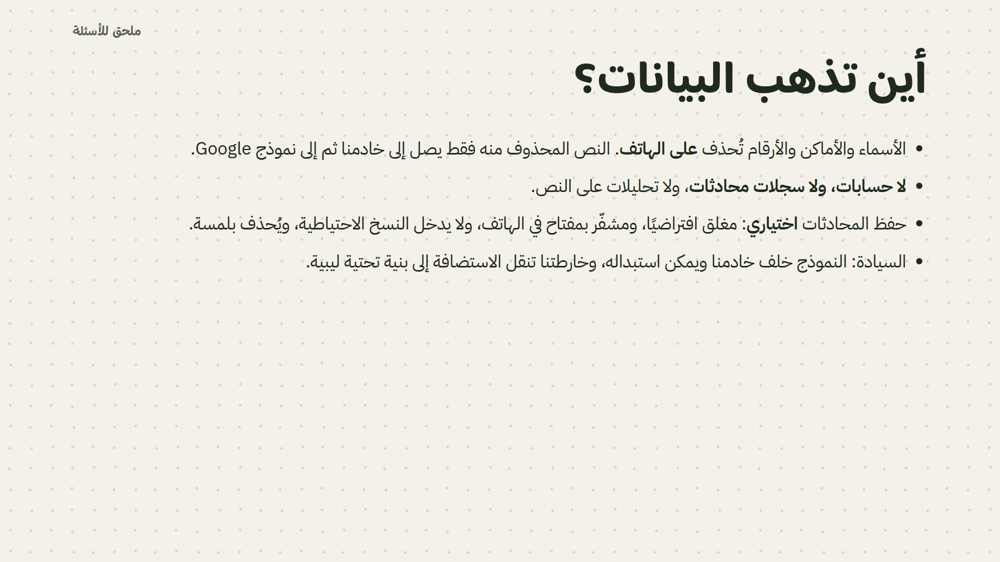 ملحق للأسئلة
أين تذهب البيانات؟
• الأسماء والأماكن والأرقام تُحذف على الهاتف. النص المحذوف منه فقط يصل إلى خادمنا ثم إلى نموذج Google.
• لا حسابات، ولا سجلات محادثات، ولا تحليلات على النص.
• حفظ المحادثات اختياري: مغلق افتراضيًا، ومشفّر بمفتاح في الهاتف، ولا يدخل النسخ الاحتياطية، ويُحذف بلمسة.
• السيادة: النموذج خلف خادمنا ويمكن استبداله، وخارطتنا تنقل الاستضافة إلى بنية تحتية ليبية.